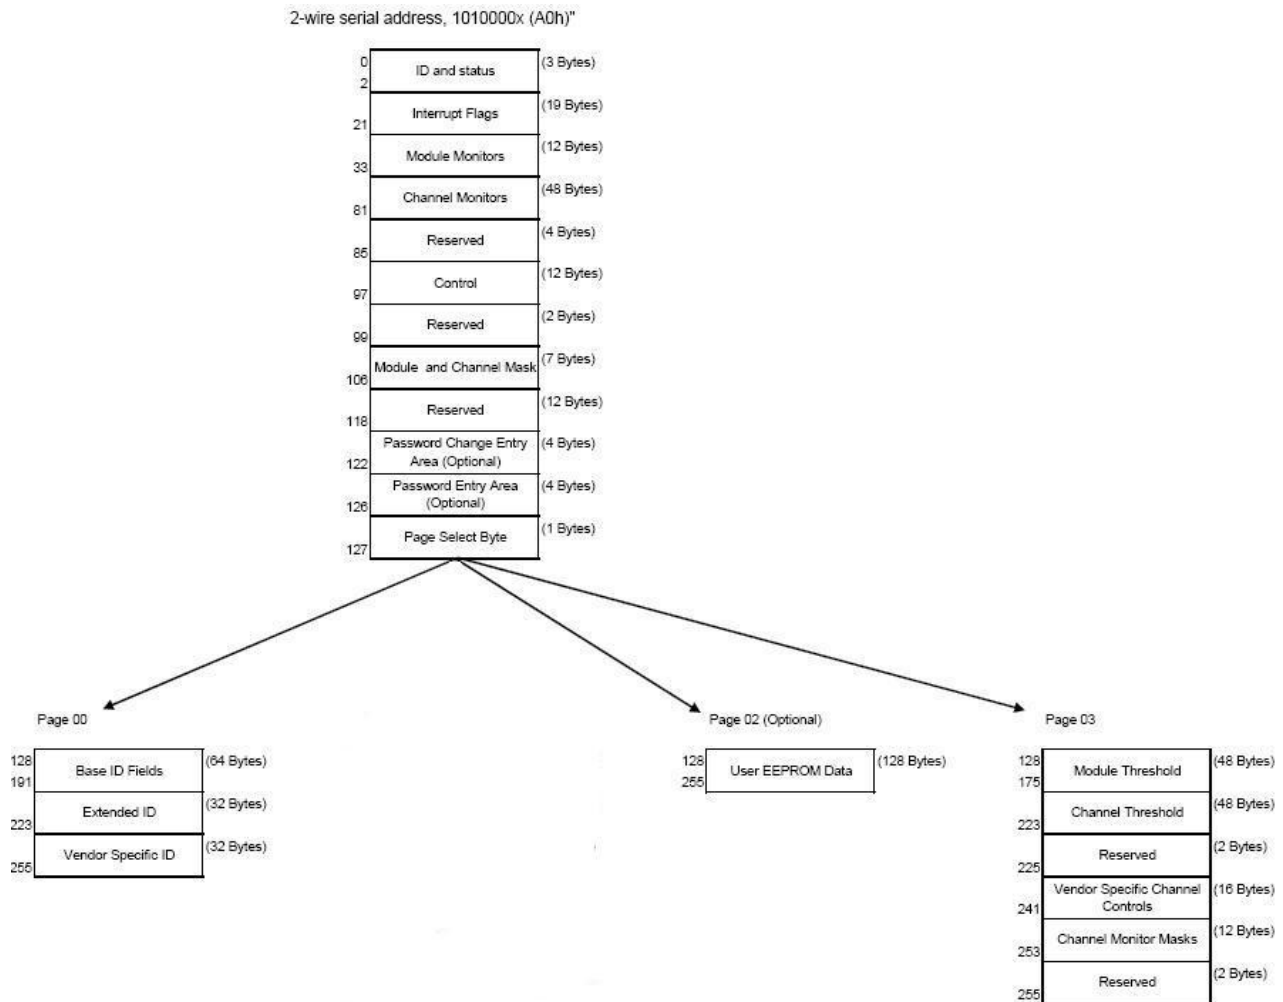 2-wire serial address, 1010000x (A0h)"
0
2
ID and status
(3 Bytes)
21
Interrupt Flags
(19 Bytes)
33
Module Monitors
(12 Bytes)
81
Channel Monitors
(48 Bytes)
85
Reserved
(4 Bytes)
97
Control
(12 Bytes)
99
Reserved
(2 Bytes)
106
Module and Channel Mask
(7 Bytes)
118
Reserved
(12 Bytes)
122
Password Change Entry
Area (Optional)
(4 Bytes)
126
Password Entry Area
(Optional)
(4 Bytes)
127
Page Select Byte
(1 Bytes)
Page 00
128
191
Base ID Fields
(64 Bytes)
223
Extended ID
(32 Bytes)
255
Vendor Specific ID
(32 Bytes)
Page 02 (Optional)
128
255
User EEPROM Data
(128 Bytes)
Page 03
128
175
Module Threshold
(48 Bytes)
223
Channel Threshold
(48 Bytes)
225
Reserved
(2 Bytes)
241
Vendor Specific Channel
Controls
(16 Bytes)
253
Channel Monitor Masks
(12 Bytes)
255
Reserved
(2 Bytes)